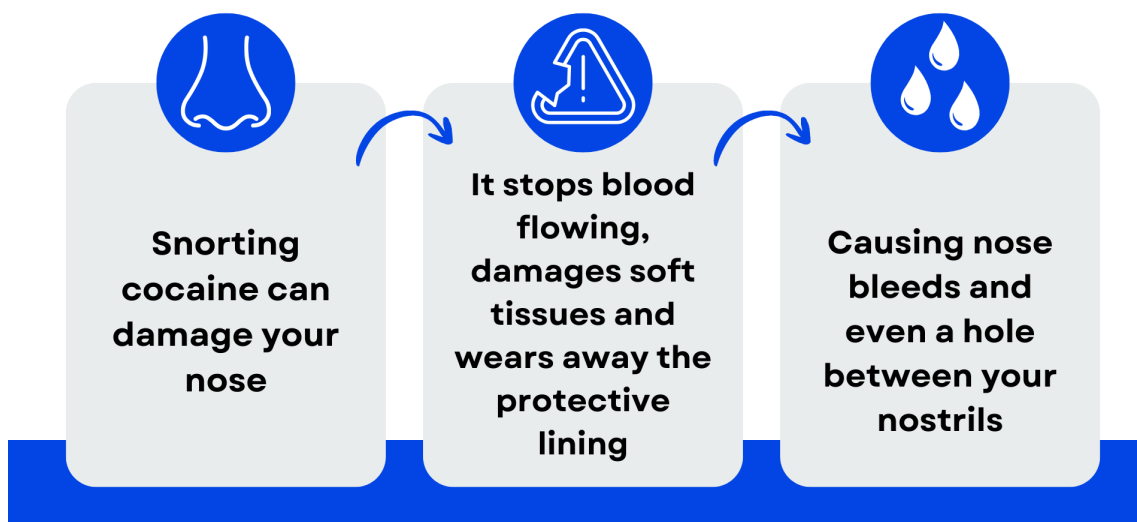 Snorting
cocaine can
damage your
nose
It stops blood
flowing,
damages soft
tissues and
wears away the
protective
lining
Causing nose
bleeds and
even a hole
between your
nostrils